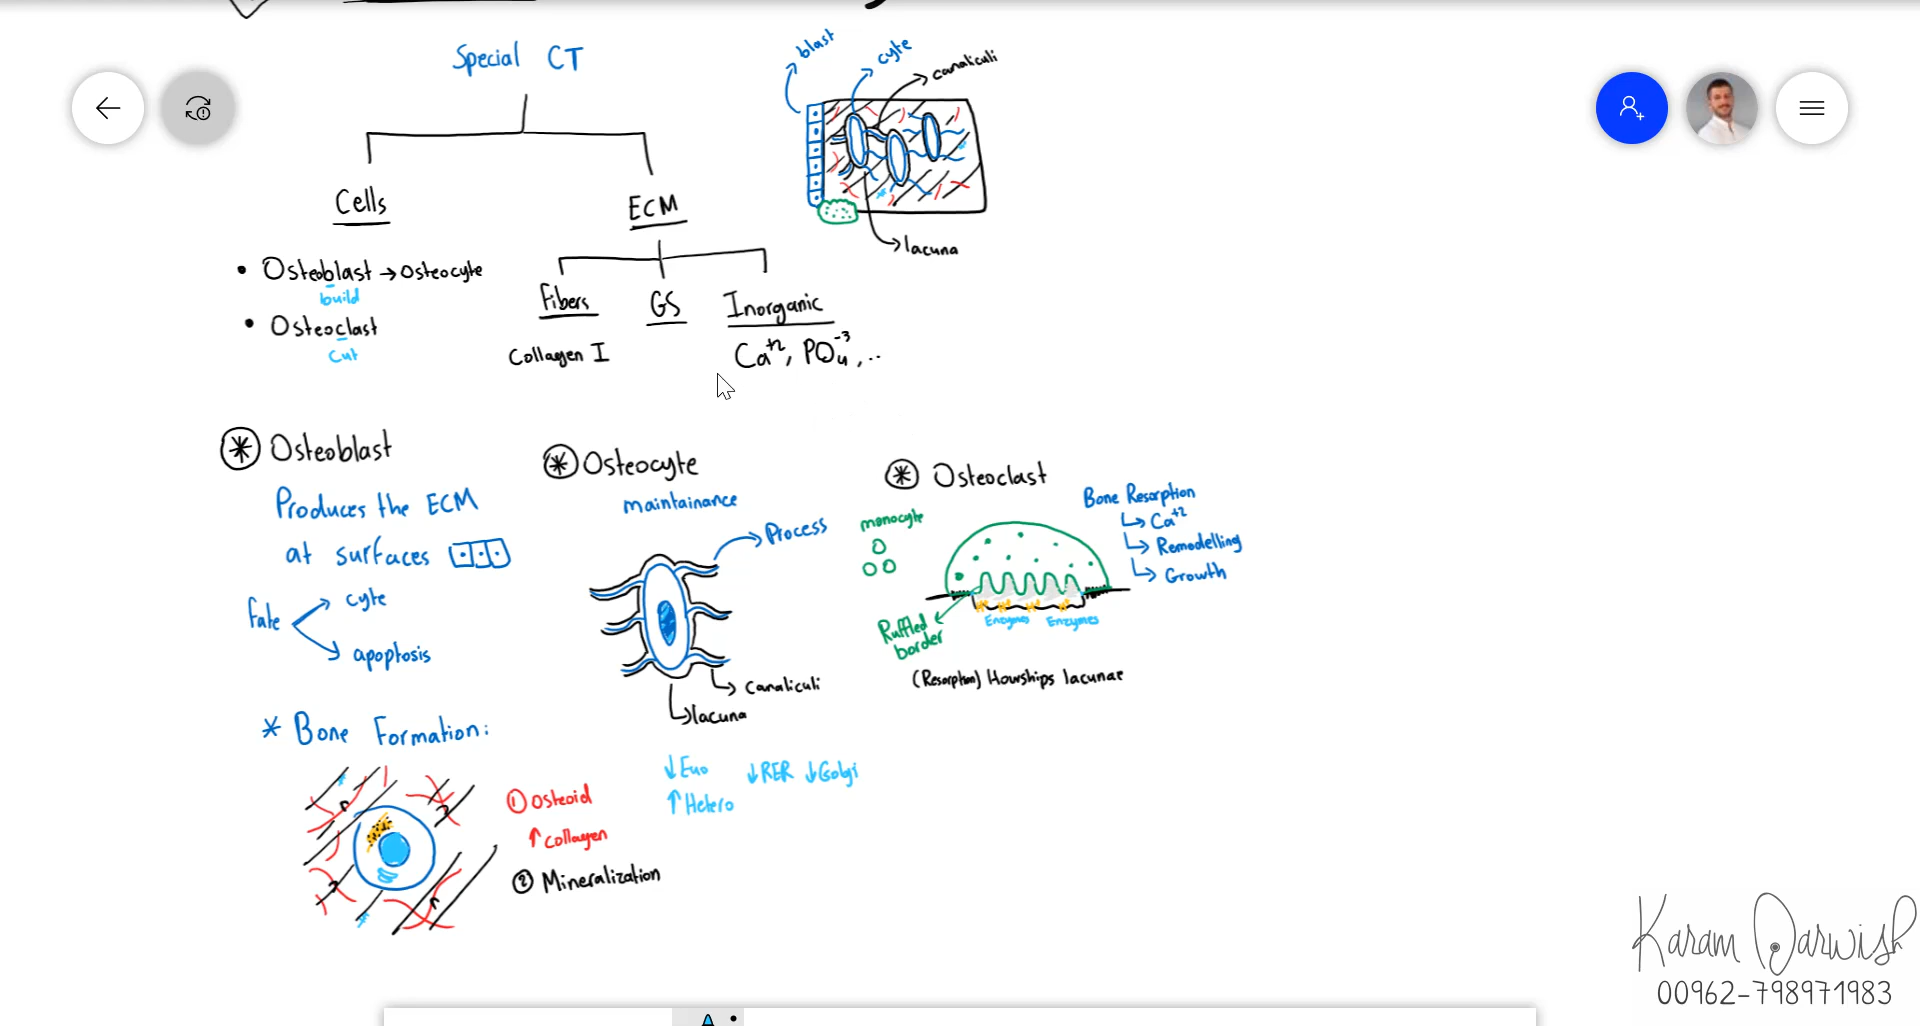 Special CT
Cells
ECM
• Osteoblast → Osteocyte
build
• Osteoclast
cut
Fibers
GS
Inorganic
Collagen I
Ca⁺², PO₄⁻³, ..
blast
cyte
canaliculi
lacuna
* Osteoblast
Produces the ECM
at surfaces
fate
cyte
apoptosis
* Bone Formation:
① Osteoid
↑ Collagen
② Mineralization
* Osteocyte
maintainance
Process
Canaliculi
lacuna
↓ Euo ↓ RER ↓ Golgi
↑ Hetero
* Osteoclast
monocyte
Bone Resorption
↳ Ca⁺²
↳ Remodelling
↳ Growth
Ruffled
border
Enzymes Enzymes
(Resorption) Howships lacunae
Karam Darwish
00962-798971983